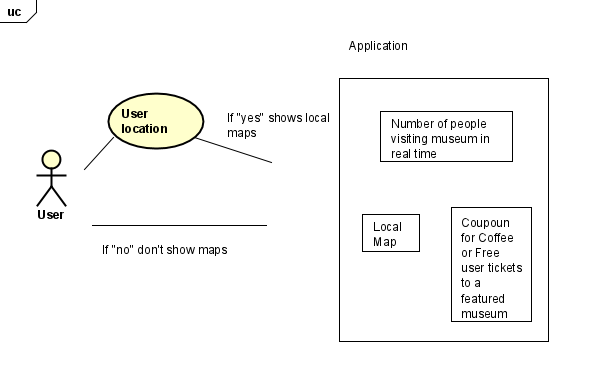 uc
Application
User
location
If "yes" shows local
maps
Number of people
visiting museum in
real time
User
Local
Map
Coupoun
for Coffee
or Free
user tickets
to a
featured
museum
If "no" don't show maps